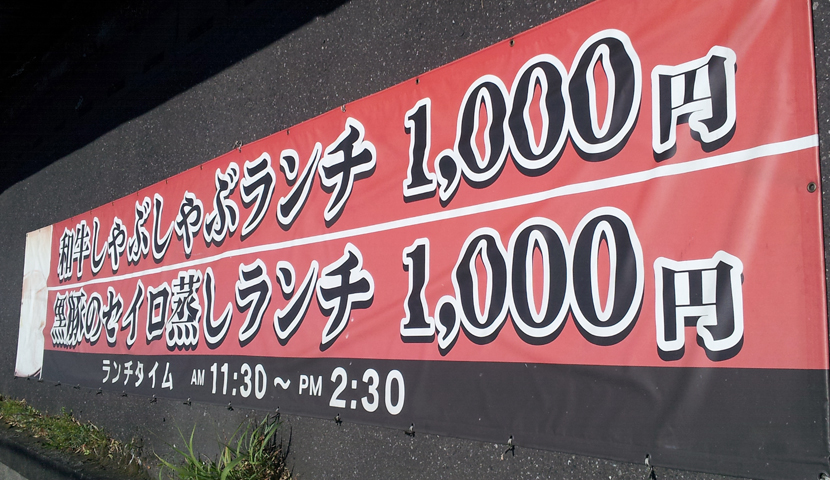 和牛しゃぶしゃぶランチ 1,000円
黒豚のセイロ蒸しランチ 1,000円
ランチタイム AM 11:30～PM 2:30